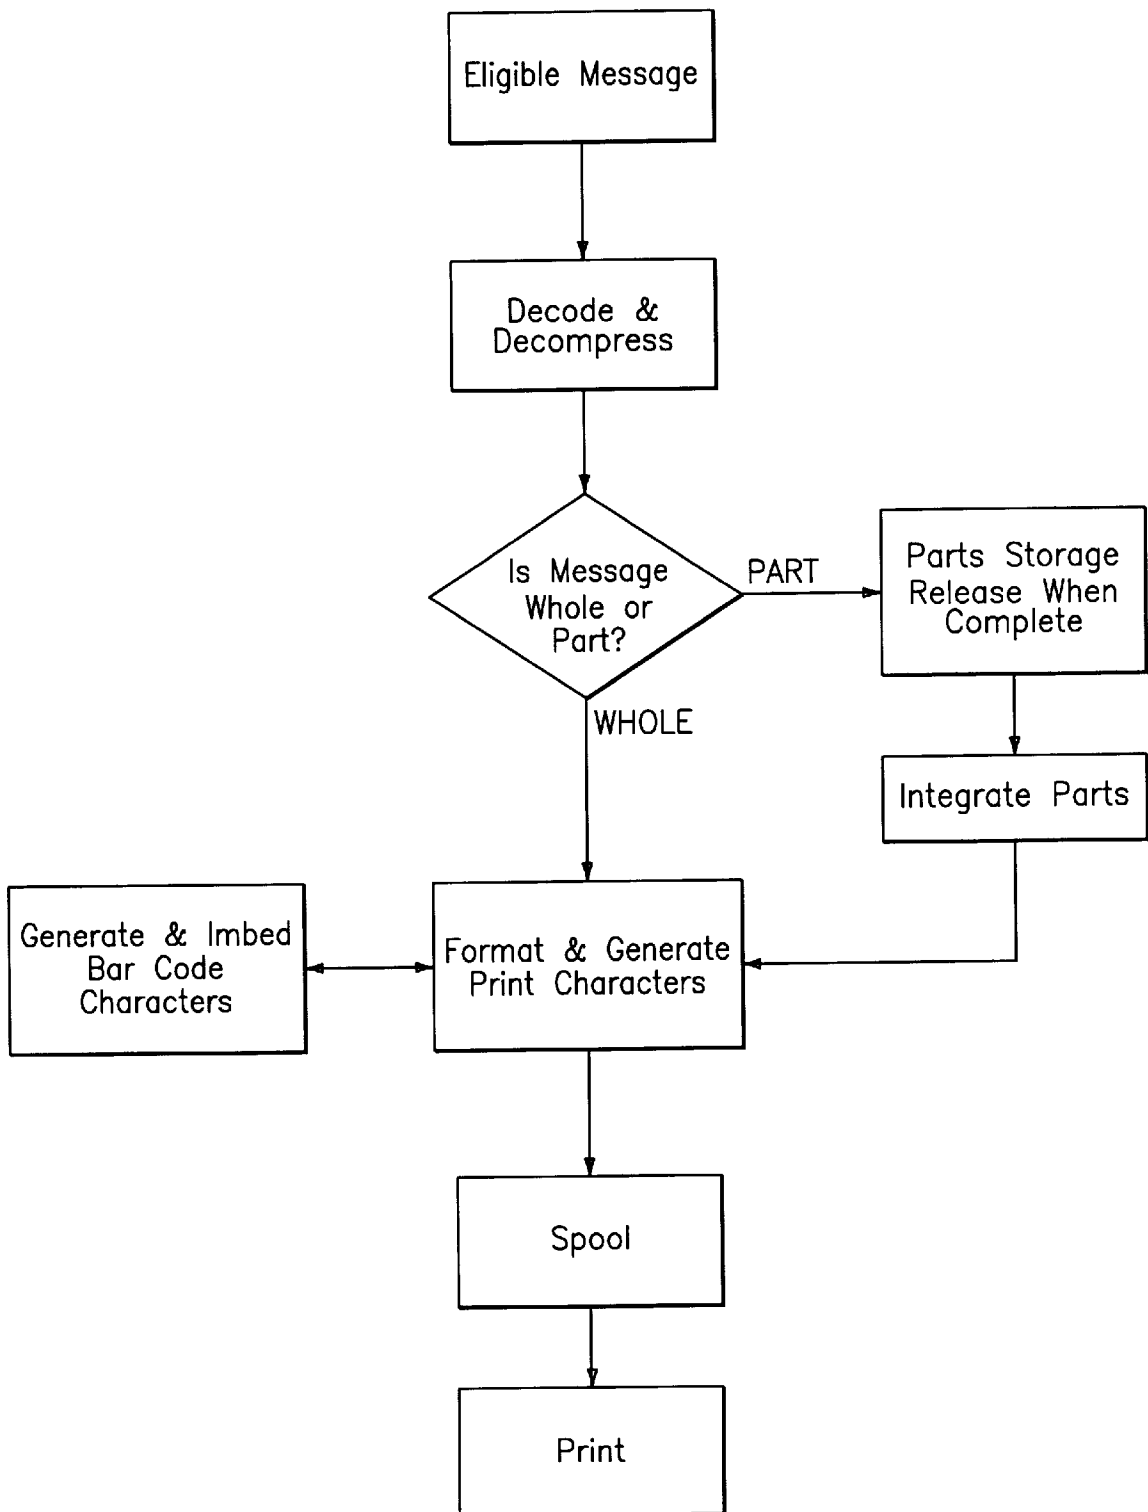 Eligible Message
Decode &
Decompress
Is Message
Whole or
Part?
PART
Parts Storage
Release When
Complete
WHOLE
Integrate Parts
Generate & Imbed
Bar Code
Characters
Format & Generate
Print Characters
Spool
Print